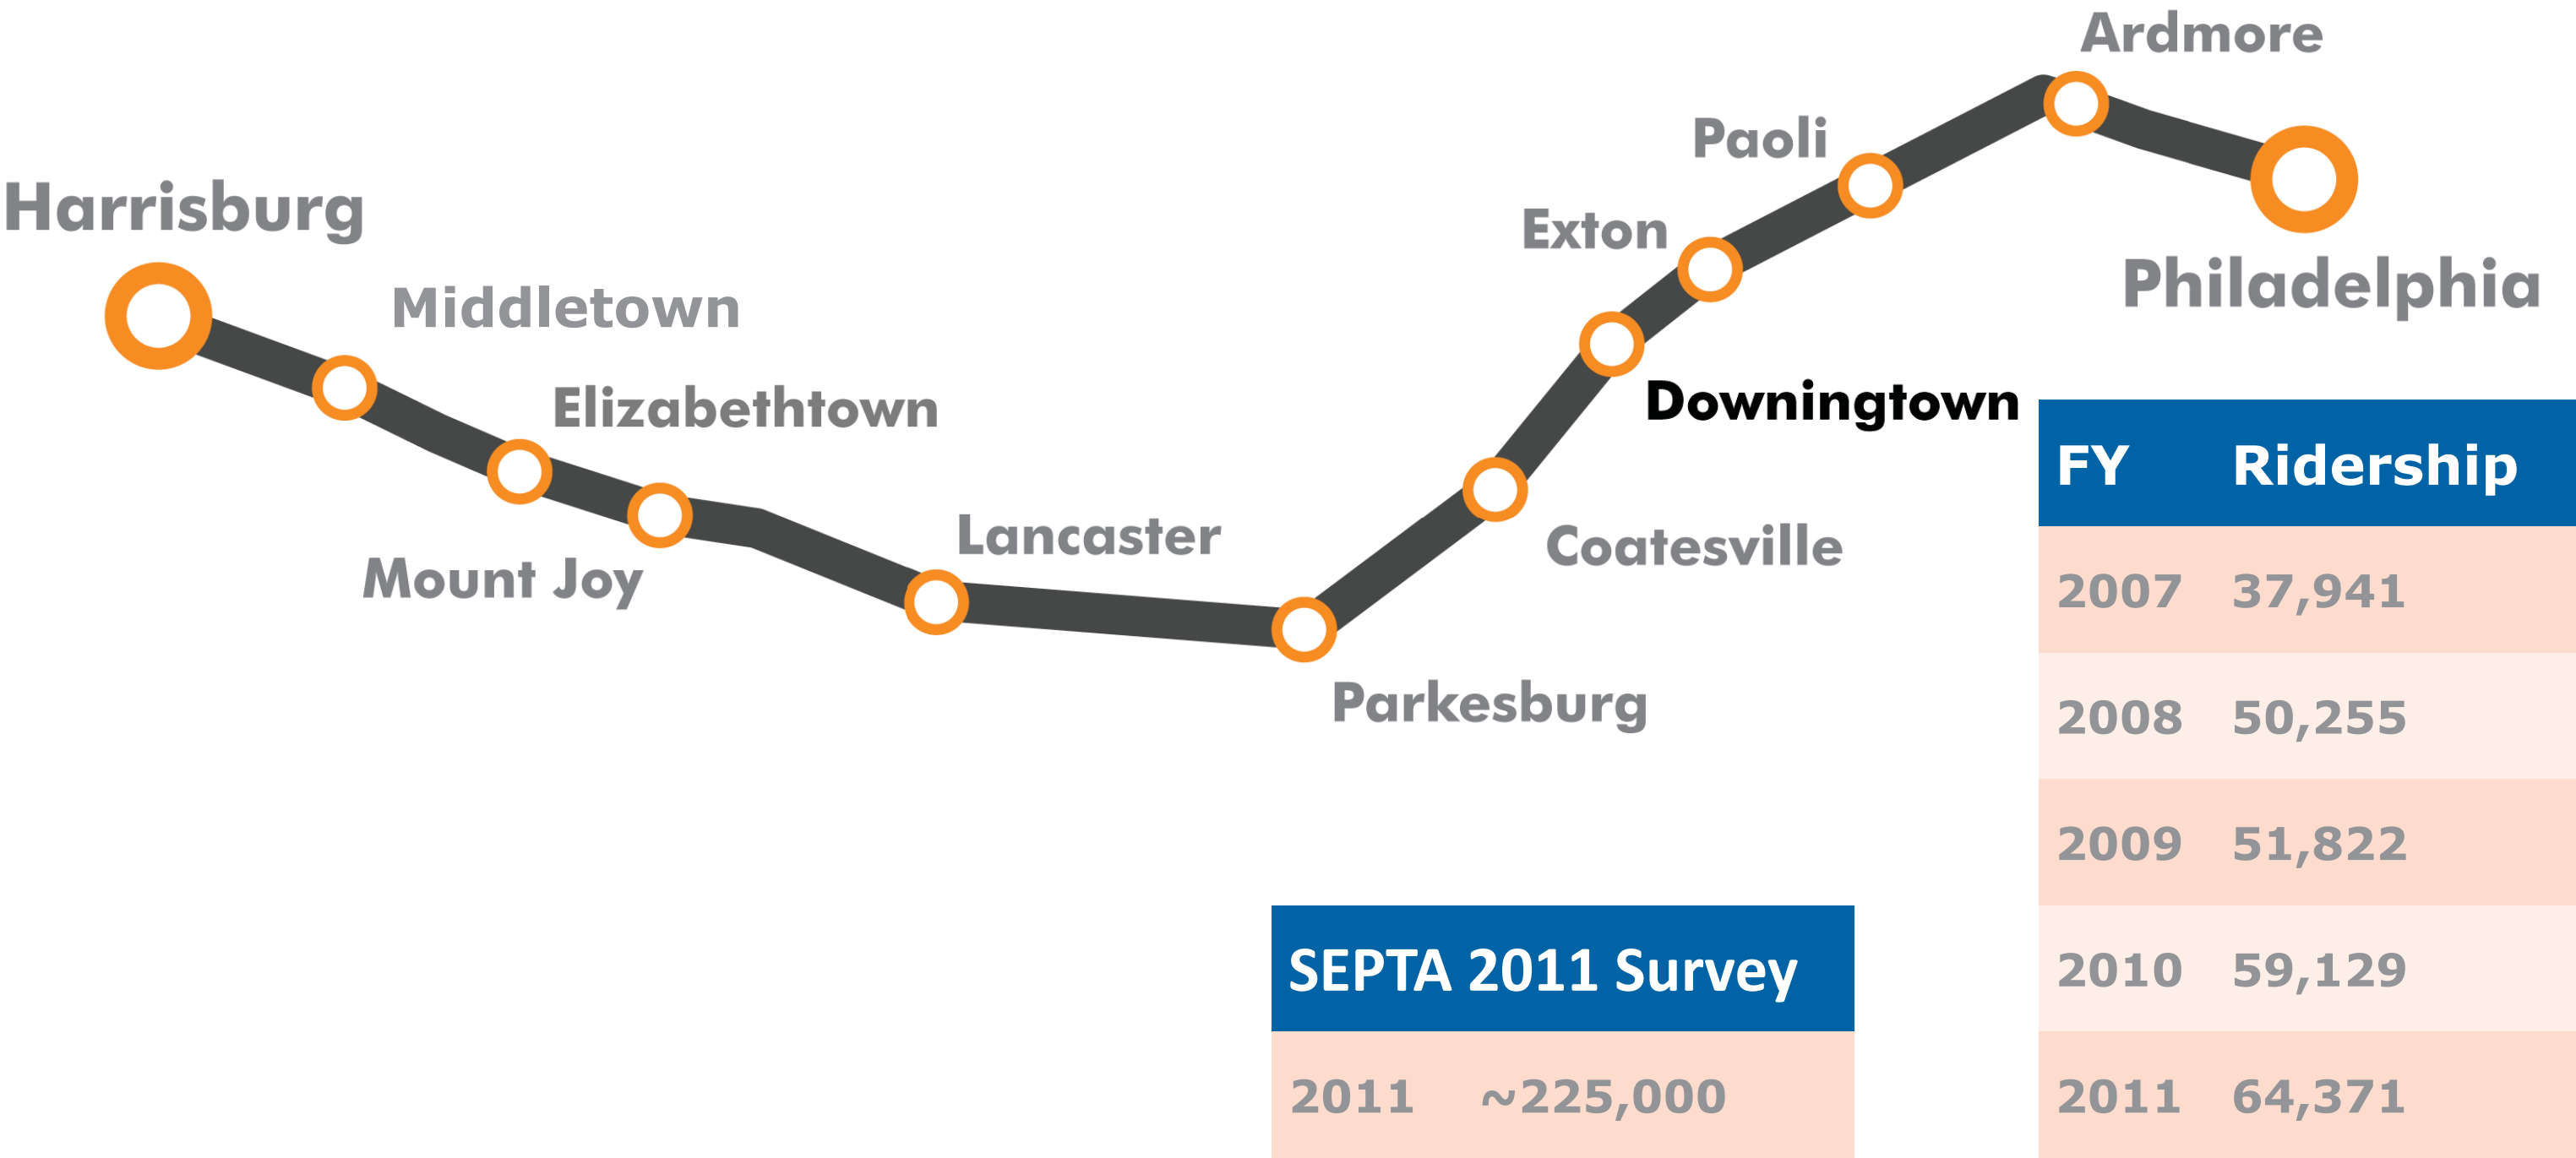 Ardmore
Paoli
Harrisburg
Exton
Philadelphia
Middletown
Elizabethtown
Downingtown
Lancaster
Coatesville
Mount Joy
Parkesburg
FY Ridership
2007 37,941
2008 50,255
2009 51,822
2010 59,129
2011 64,371
SEPTA 2011 Survey
2011 ~225,000